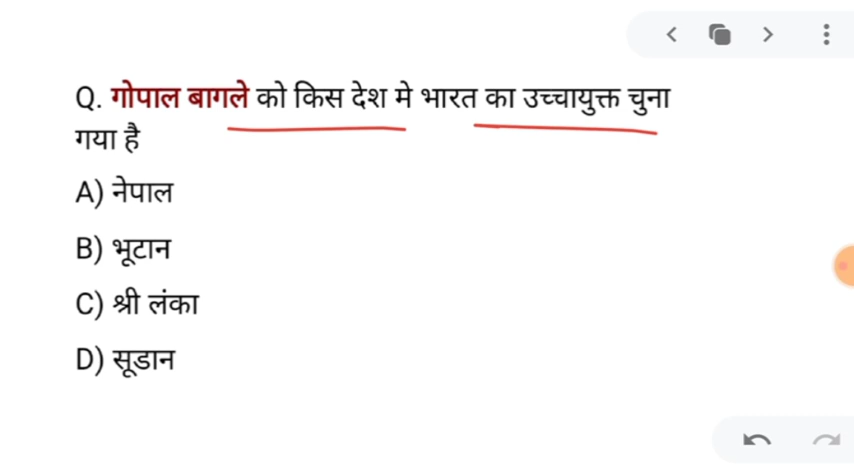 Q. गोपाल बागले को किस देश मे भारत का उच्चायुक्त चुना
गया है
A) नेपाल
B) भूटान
C) श्री लंका
D) सूडान